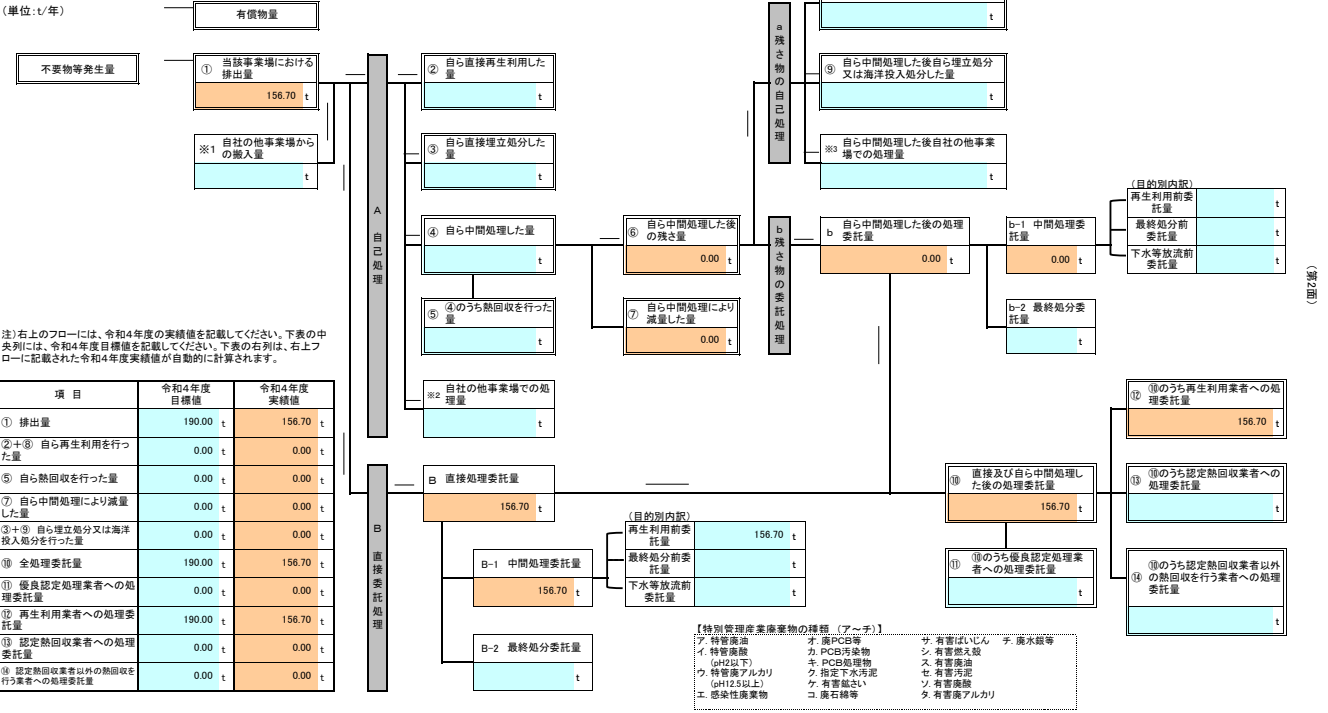 (単位:t/年)
有償物量
不要物等発生量
① 当該事業場における
排出量
156.70 t
※1 自社の他事業場から
の搬入量
t
A 自己処理
② 自ら直接再生利用した
量
t
③ 自ら直接埋立処分した
量
t
④ 自ら中間処理した量
t
⑤ ④のうち熱回収を行った
量
t
※2 自社の他事業場での処
理量
t
⑥ 自ら中間処理した後
の残さ量
0.00 t
⑦ 自ら中間処理により
減量した量
0.00 t
a 残さ物の自己処理
t
⑨ 自ら中間処理した後自ら埋立処分
又は海洋投入処分した量
t
※3 自ら中間処理した後自社の他事業
場での処理量
t
b 残さ物の委託処理
b 自ら中間処理した後の処理
委託量
0.00 t
b-1 中間処理委
託量
0.00 t
(目的別内訳)
再生利用前委
託量
t
最終処分前
委託量
t
下水等放流前
委託量
t
b-2 最終処分委
託量
t
(第2面)
注)右上のフローには、令和4年度の実績値を記載してください。下表の中
央列には、令和4年度目標値を記載してください。下表の右列は、右上フ
ローに記載された令和4年度実績値が自動的に計算されます。
項 目 令和4年度
目標値 令和4年度
実績値
① 排出量 190.00 t 156.70 t
②+⑧ 自ら再生利用を行っ
た量 0.00 t 0.00 t
⑤ 自ら熱回収を行った量 0.00 t 0.00 t
⑦ 自ら中間処理により減量
した量 0.00 t 0.00 t
③+⑨ 自ら埋立処分又は海洋
投入処分を行った量 0.00 t 0.00 t
⑩ 全処理委託量 190.00 t 156.70 t
⑪ 優良認定処理業者への処
理委託量 0.00 t 0.00 t
⑫ 再生利用業者への処理委
託量 190.00 t 156.70 t
⑬ 認定熱回収業者への処理
委託量 0.00 t 0.00 t
⑭ 認定熱回収業者以外の熱回収を
行う業者への処理委託量 0.00 t 0.00 t
B 直接委託処理
B 直接処理委託量
156.70 t
B-1 中間処理委託量
156.70 t
(目的別内訳)
再生利用前委
託量
156.70 t
最終処分前委
託量
t
下水等放流前
委託量
t
B-2 最終処分委託量
t
⑩ 直接及び自ら中間処理し
た後の処理委託量
156.70 t
⑪ ⑩のうち優良認定処理業
者への処理委託量
t
⑫ ⑩のうち再生利用業者への処
理委託量
156.70 t
⑬ ⑩のうち認定熱回収業者への
処理委託量
t
⑭ ⑩のうち認定熱回収業者以外
の熱回収を行う業者への処理
委託量
t
【特別管理産業廃棄物の種類 (ア~チ)】
ア. 特管廃油 オ. 廃PCB等 サ. 有害ばいじん チ. 廃水銀等
イ. 特管廃酸 カ. PCB汚染物 シ. 有害燃え殻
(pH2以下) キ. PCB処理物 ス. 有害廃油
ウ. 特管廃アルカリ ク. 指定下水汚泥 セ. 有害汚泥
(pH12.5以上) ケ. 有害鉱さい ソ. 有害廃酸
エ. 感染性廃棄物 コ. 廃石綿等 タ. 有害廃アルカリ